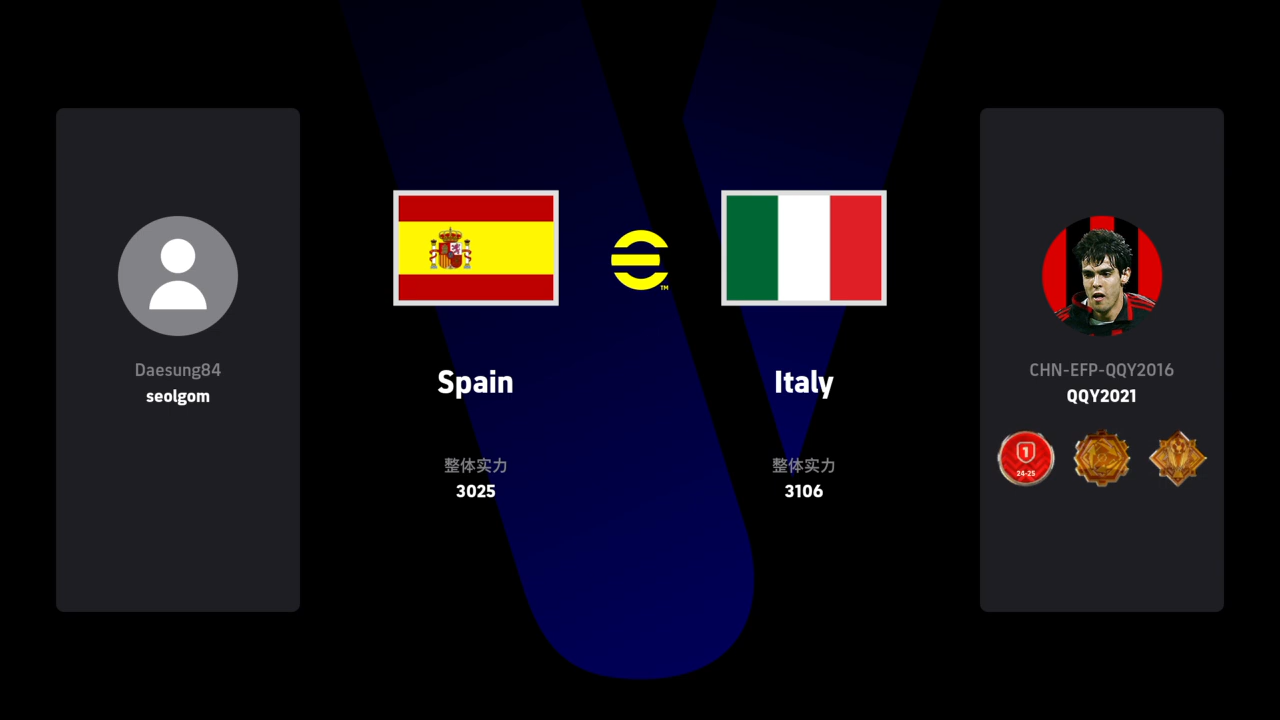 Daesung84
seolgom
Spain
整体实力
3025
TM
Italy
整体实力
3106
CHN-EFP-QQY2016
QQY2021
1
24-25